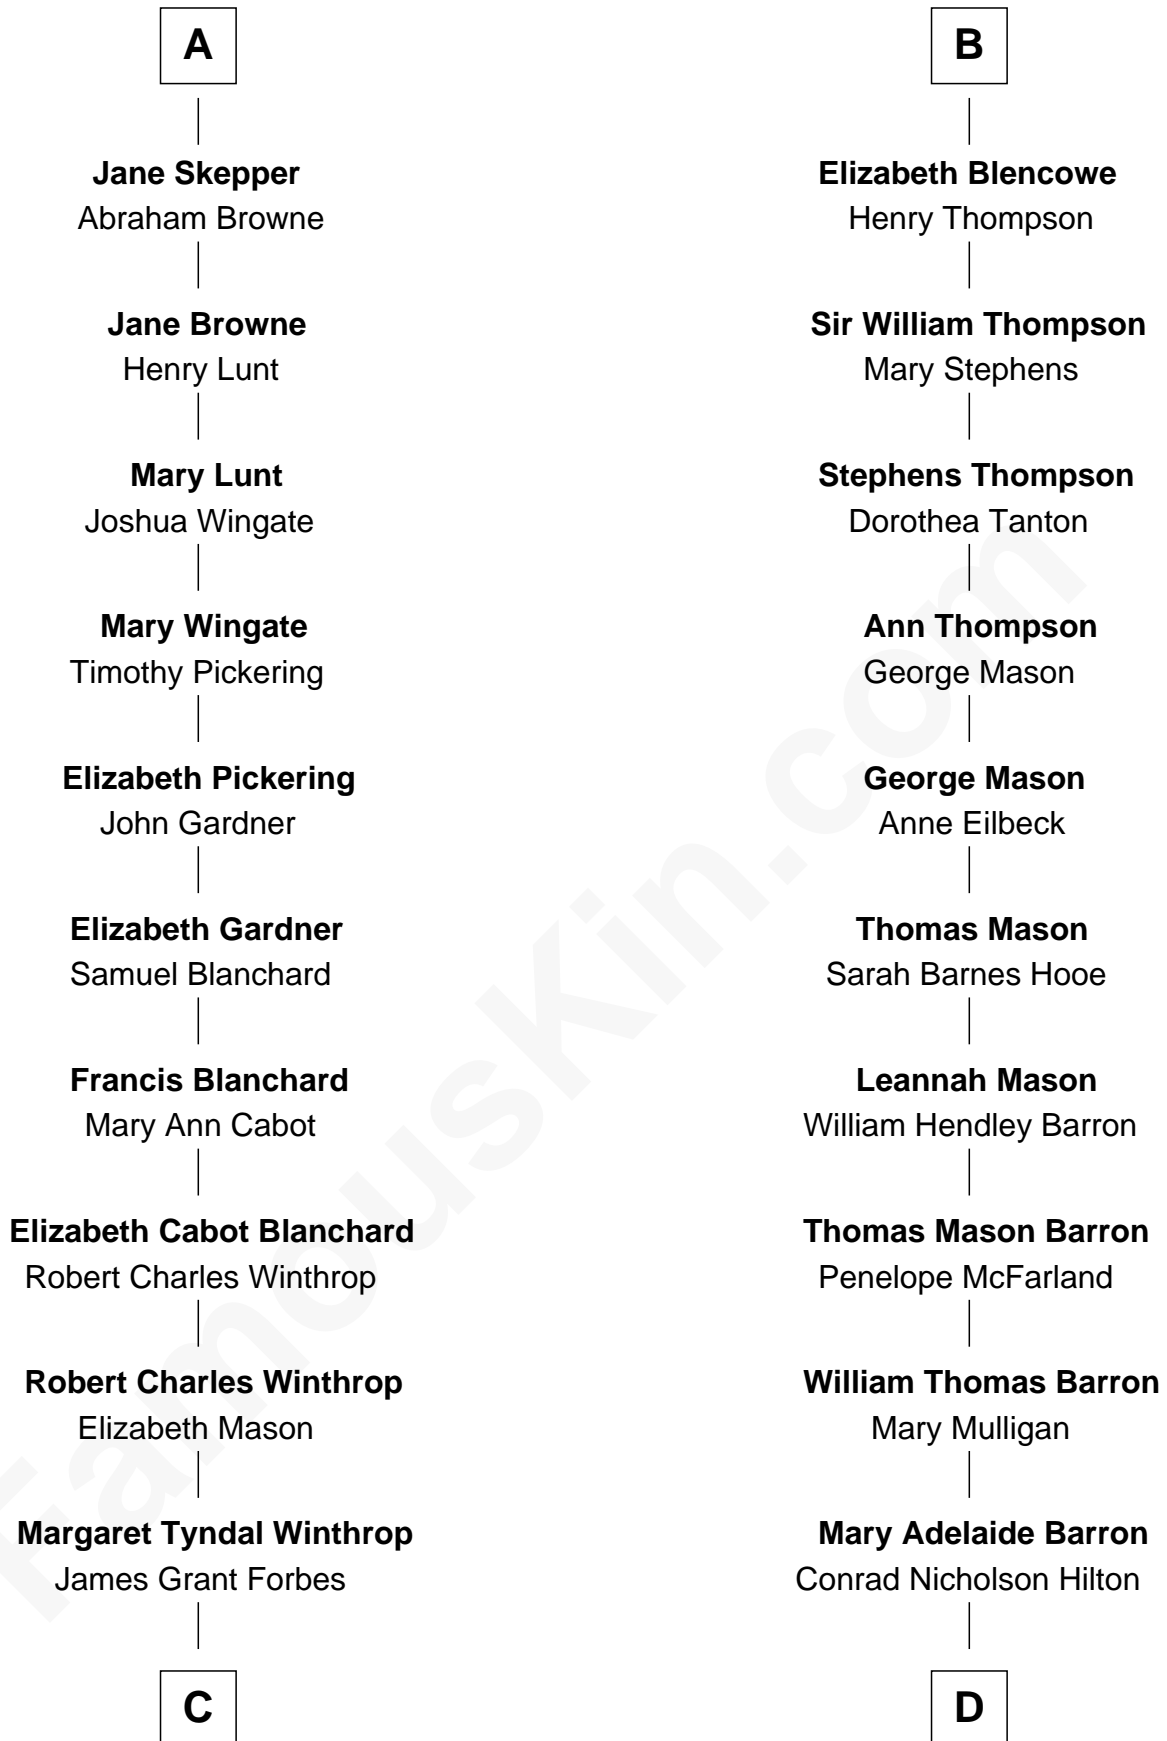 A
Jane Skepper
Abraham Browne
Jane Browne
Henry Lunt
Mary Lunt
Joshua Wingate
Mary Wingate
Timothy Pickering
Elizabeth Pickering
John Gardner
Elizabeth Gardner
Samuel Blanchard
Francis Blanchard
Mary Ann Cabot
Elizabeth Cabot Blanchard
Robert Charles Winthrop
Robert Charles Winthrop
Elizabeth Mason
Margaret Tyndal Winthrop
James Grant Forbes
C
B
Elizabeth Blencowe
Henry Thompson
Sir William Thompson
Mary Stephens
Stephens Thompson
Dorothea Tanton
Ann Thompson
George Mason
George Mason
Anne Eilbeck
Thomas Mason
Sarah Barnes Hooe
Leannah Mason
William Hendley Barron
Thomas Mason Barron
Penelope McFarland
William Thomas Barron
Mary Mulligan
Mary Adelaide Barron
Conrad Nicholson Hilton
D
FamousKin.com